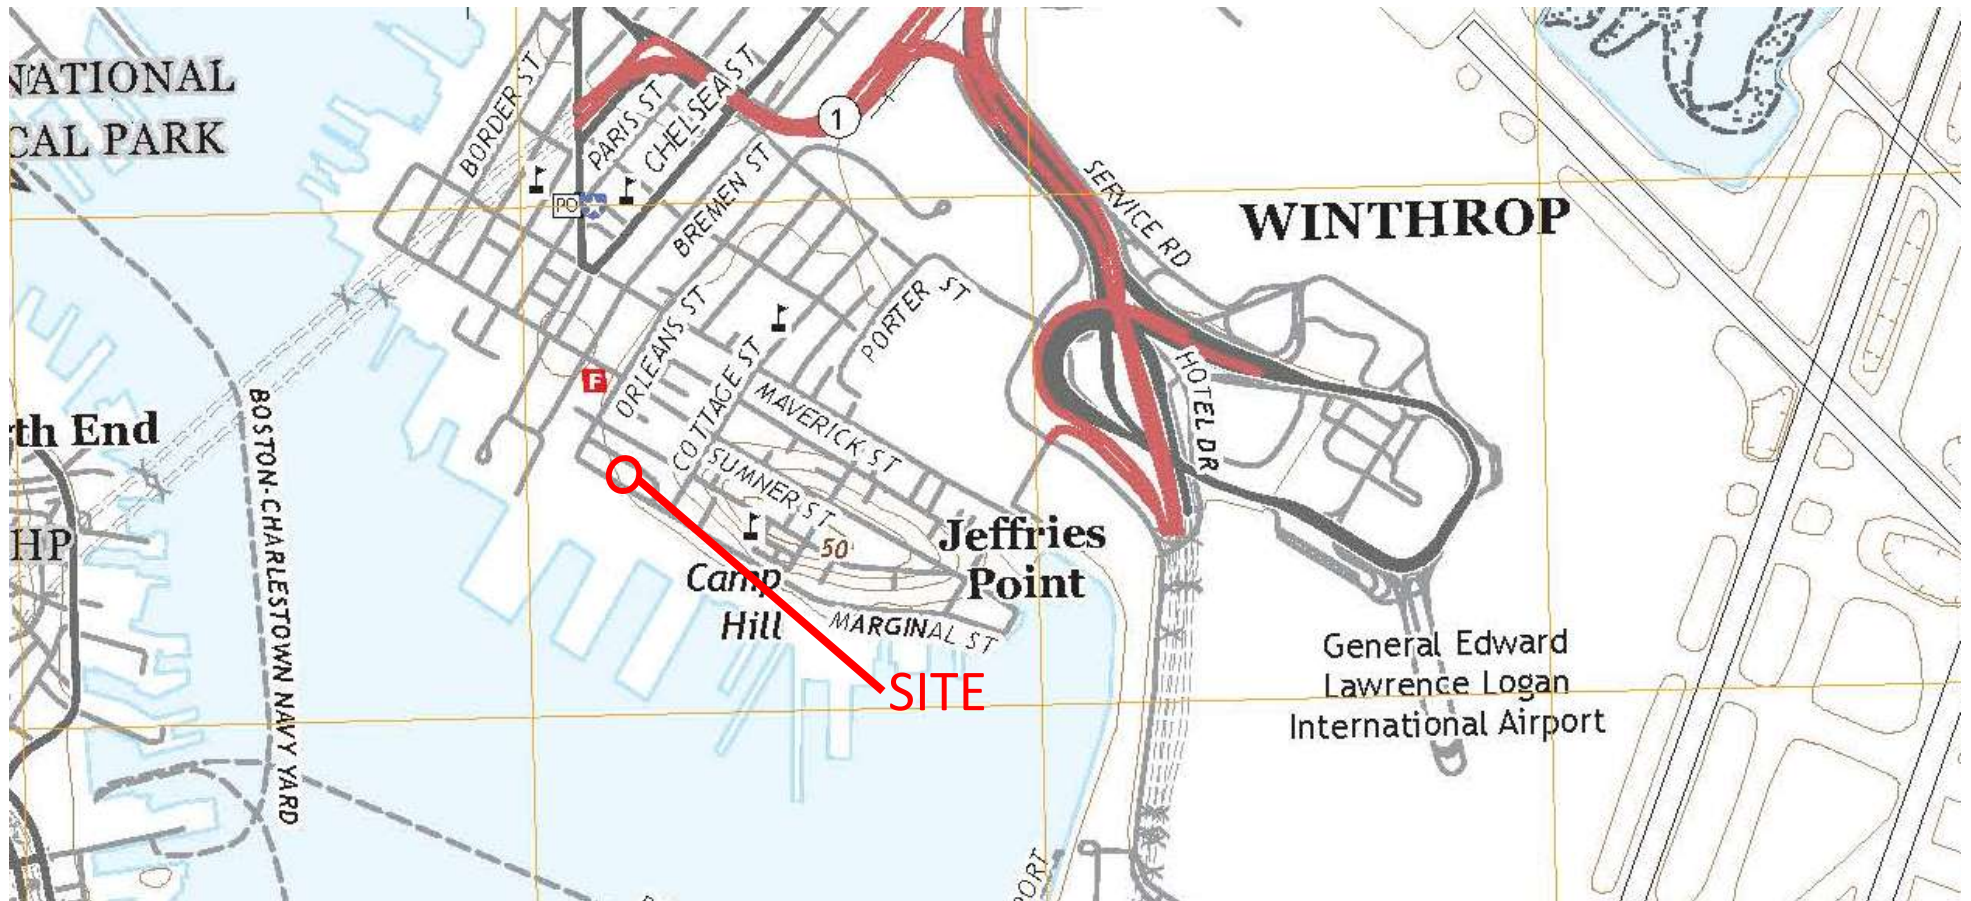 NATIONAL
CAL PARK
BORDER ST
PARIS ST
CHELSEA ST
1
PO
BREMEN ST
SERVICE RD
WINTHROP
ORLEANS ST
PORTER ST
F
COTTAGE ST
MAVERICK ST
HOTEL DR
th End
BOSTON-CHARLESTOWN NAVY YARD
SUMNER ST
HP
50
Jeffries
Point
Camp
Hill
MARGINAL ST
SITE
General Edward
Lawrence Logan
International Airport
PORT